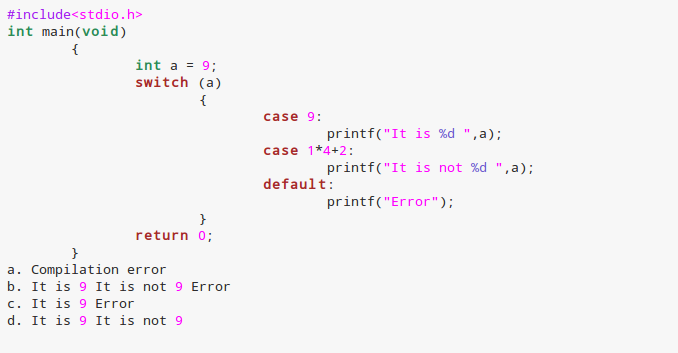 #include<stdio.h>
int main(void)
{
int a = 9;
switch (a)
{
case 9:
printf("It is %d ",a);
case 1*4+2:
printf("It is not %d ",a);
default:
printf("Error");
}
return 0;
}
a. Compilation error
b. It is 9 It is not 9 Error
c. It is 9 Error
d. It is 9 It is not 9